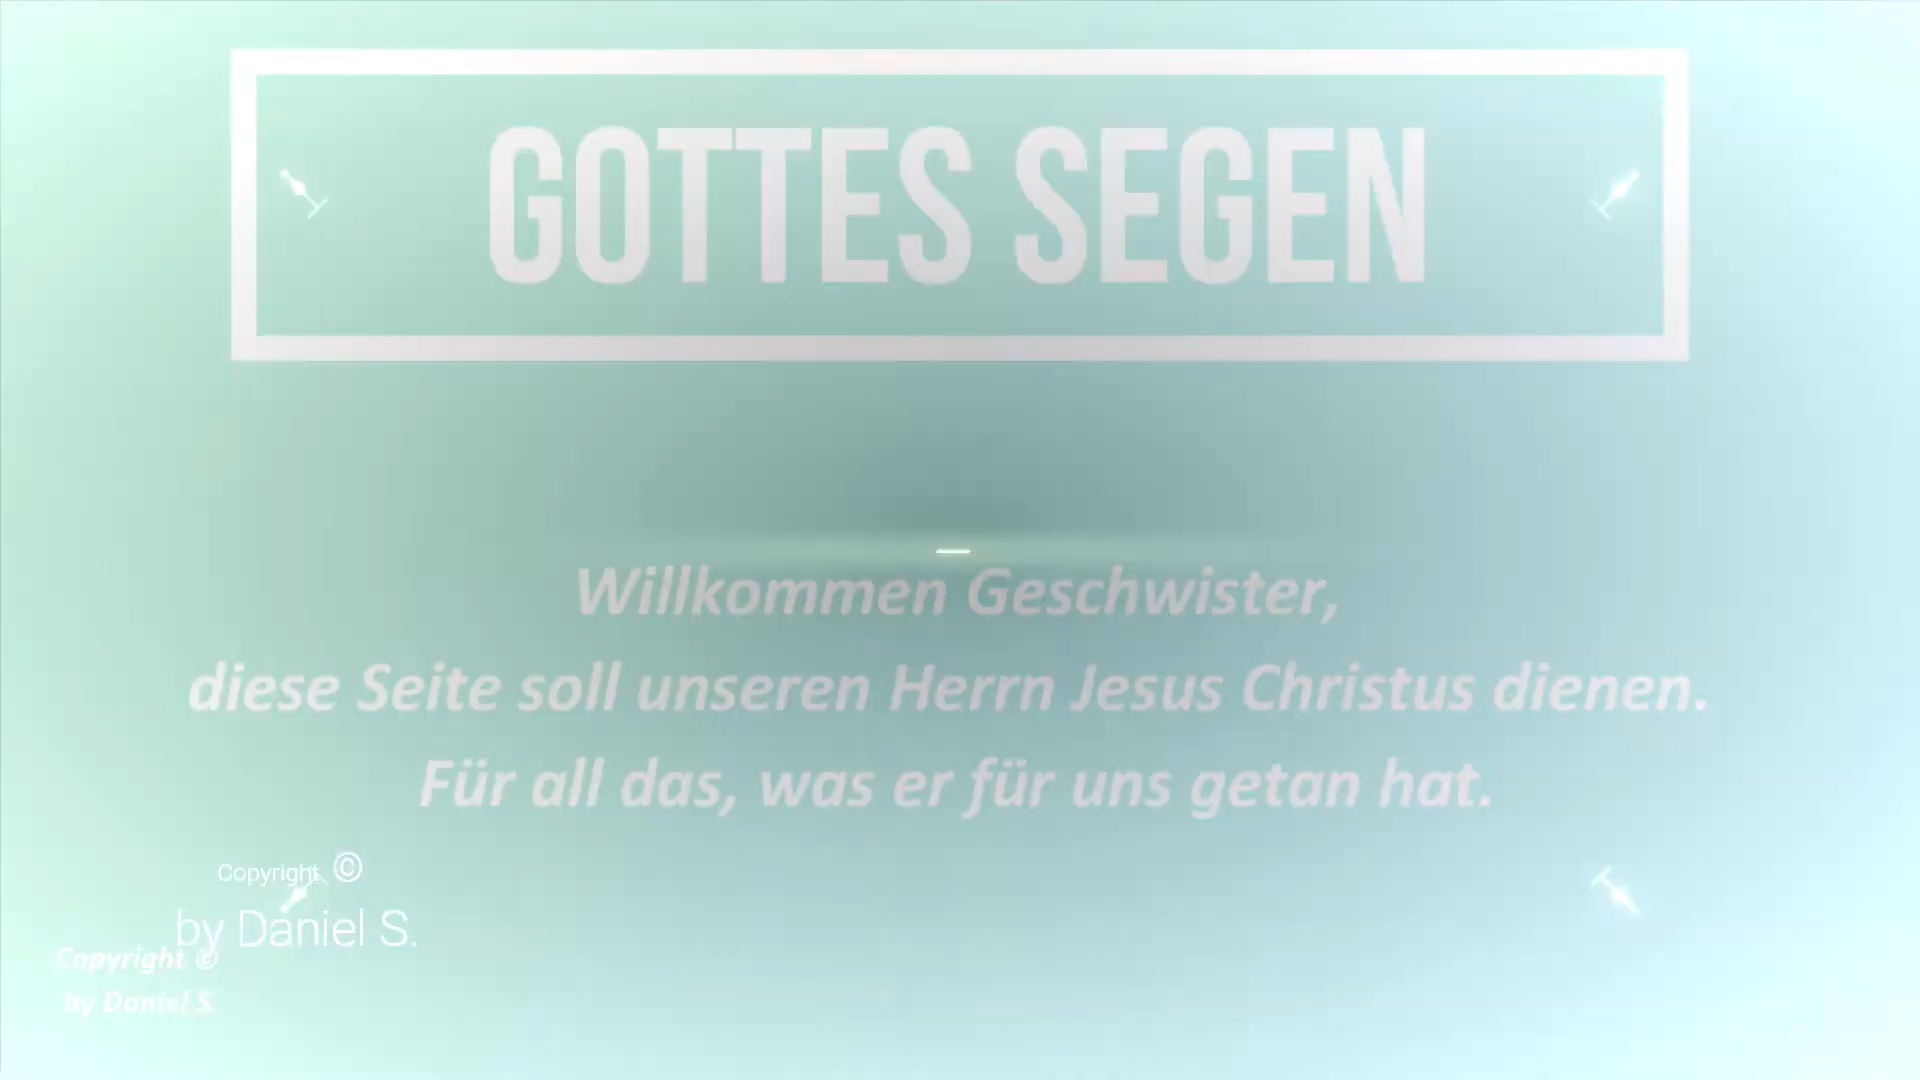 GOTTES SEGEN
Willkommen Geschwister,
diese Seite soll unseren Herrn Jesus Christus dienen.
Für all das, was er für uns getan hat.
Copyright ©
by Daniel S.
Copyright ©
by Daniel S.